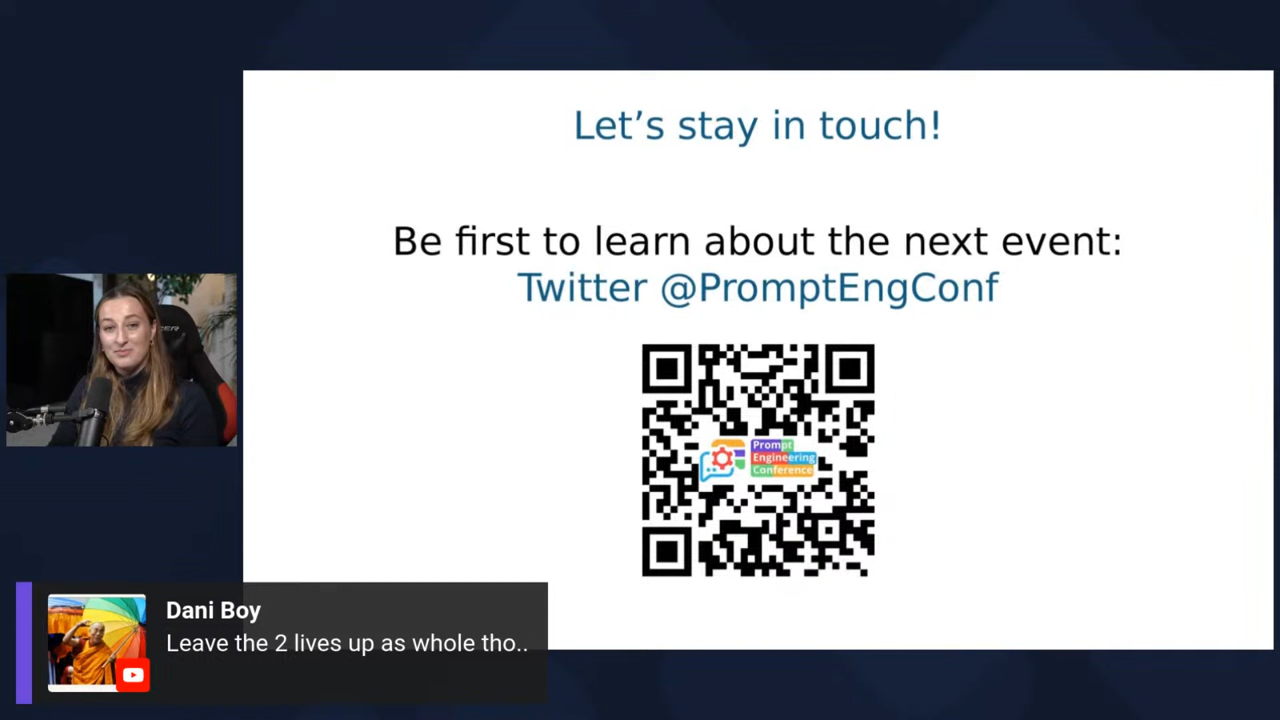 Let’s stay in touch!
Be first to learn about the next event:
Twitter @PromptEngConf
Prompt
Engineering
Conference
Dani Boy
Leave the 2 lives up as whole tho..